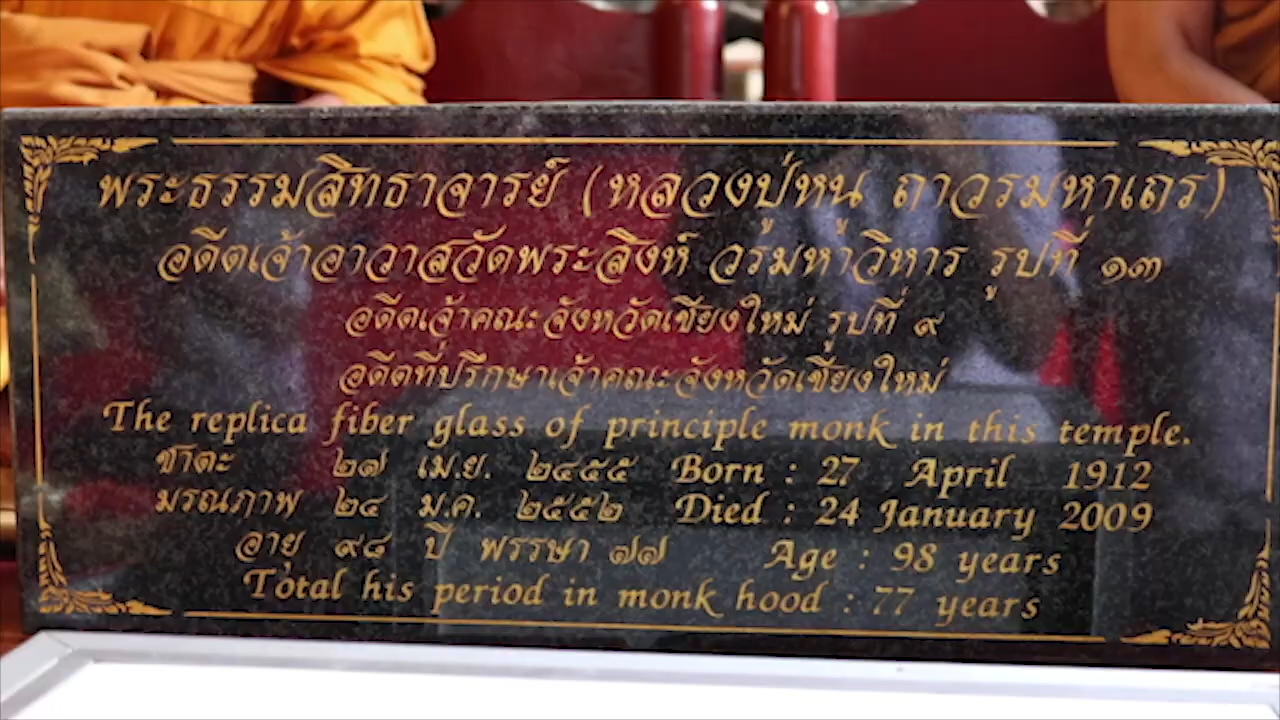 พระธรรมสิทธาจารย์ (หลวงปู่หนู ถาวรมหาเถร)
อดีตเจ้าอาวาสวัดพระสิงห์ วรมหาวิหาร รูปที่ ๑๓
อดีตเจ้าคณะจังหวัดเชียงใหม่ รูปที่ ๙
อดีตที่ปรึกษาเจ้าคณะจังหวัดเชียงใหม่
The replica fiber glass of principle monk in this temple.
ชาตะ ๒๗ เม.ย. ๒๔๕๕ Born : 27 April 1912
มรณภาพ ๒๔ ม.ค. ๒๕๕๒ Died : 24 January 2009
อายุ ๙๘ ปี พรรษา ๗๗ Age : 98 years
Total his period in monk hood : 77 years